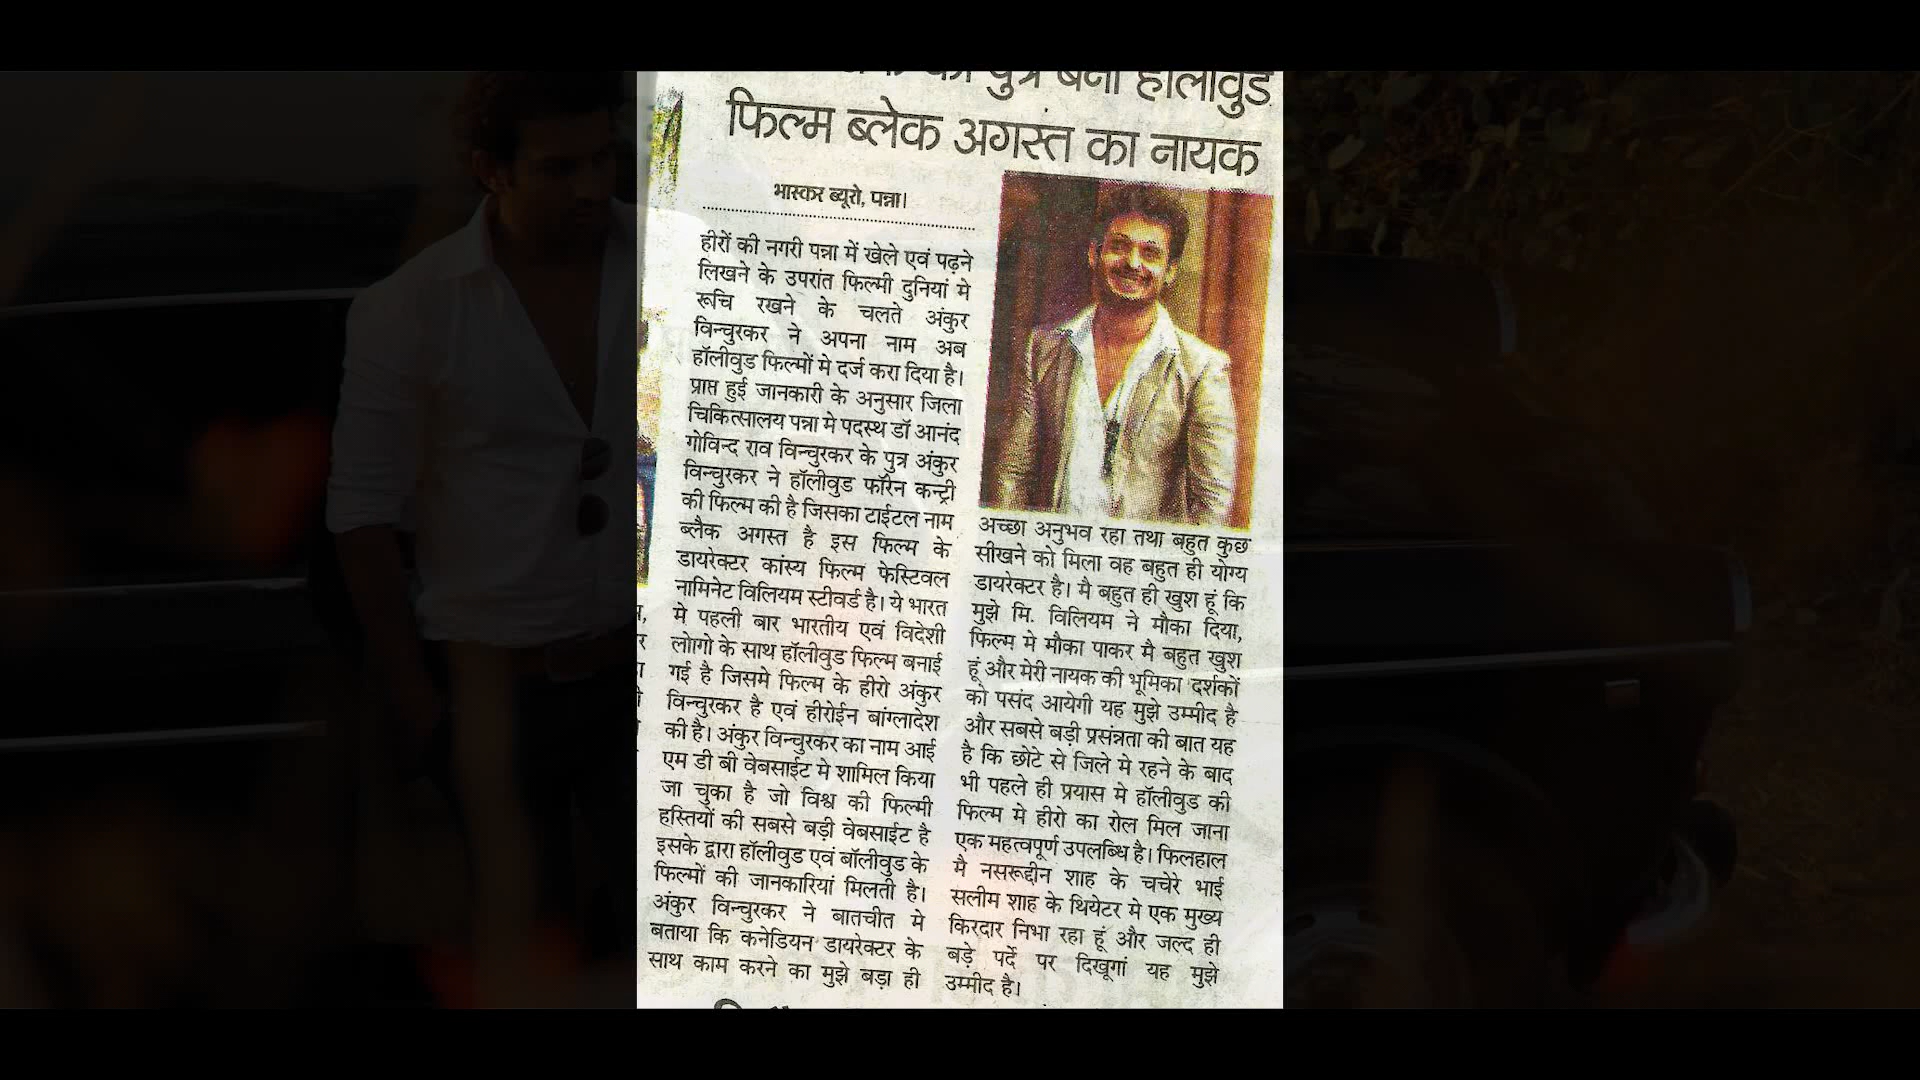 का पुत्र बना हॉलीवुड
फिल्म ब्लेक अगस्त का नायक
भास्कर ब्यूरो, पन्ना।
हीरों की नगरी पन्ना में खेले एवं पढ़ने
लिखने के उपरांत फिल्मी दुनियां मे
रूचि रखने के चलते अंकुर
विन्चुरकर ने अपना नाम अब
हॉलीवुड फिल्मों मे दर्ज करा दिया है।
प्राप्त हुई जानकारी के अनुसार जिला
चिकित्सालय पन्ना मे पदस्थ डॉ आनंद
गोविन्द राव विन्चुरकर के पुत्र अंकुर
विन्चुरकर ने हॉलीवुड फॉरेन कन्ट्री
की फिल्म की है जिसका टाईटल नाम
ब्लैक अगस्त है इस फिल्म के
डायरेक्टर कांस्य फिल्म फेस्टिवल
नामिनेट विलियम स्टीवर्ड है। ये भारत
मे पहली बार भारतीय एवं विदेशी
लोागो के साथ हॉलीवुड फिल्म बनाई
गई है जिसमे फिल्म के हीरो अंकुर
विन्चुरकर है एवं हीरोईन बांग्लादेश
की है। अंकुर विन्चुरकर का नाम आई
एम डी बी वेबसाईट मे शामिल किया
जा चुका है जो विश्व की फिल्मी
हस्तियों की सबसे बड़ी वेबसाईट है
इसके द्वारा हॉलीवुड एवं बॉलीवुड के
फिल्मों की जानकारियां मिलती है।
अंकुर विन्चुरकर ने बातचीत मे
बताया कि कनेडियन डायरेक्टर के
साथ काम करने का मुझे बड़ा ही
अच्छा अनुभव रहा तथा बहुत कुछ
सीखने को मिला वह बहुत ही योग्य
डायरेक्टर है। मै बहुत ही खुश हूं कि
मुझे मि. विलियम ने मौका दिया,
फिल्म मे मौका पाकर मै बहुत खुश
हूं और मेरी नायक की भूमिका दर्शकों
को पसंद आयेगी यह मुझे उम्मीद है
और सबसे बड़ी प्रसंन्नता की बात यह
है कि छोटे से जिले मे रहने के बाद
भी पहले ही प्रयास मे हॉलीवुड की
फिल्म मे हीरो का रोल मिल जाना
एक महत्वपूर्ण उपलब्धि है। फिलहाल
मै नसरूद्दीन शाह के चचेरे भाई
सलीम शाह के थियेटर मे एक मुख्य
किरदार निभा रहा हूं और जल्द ही
बड़े पर्दे पर दिखूगां यह मुझे
उम्मीद है।